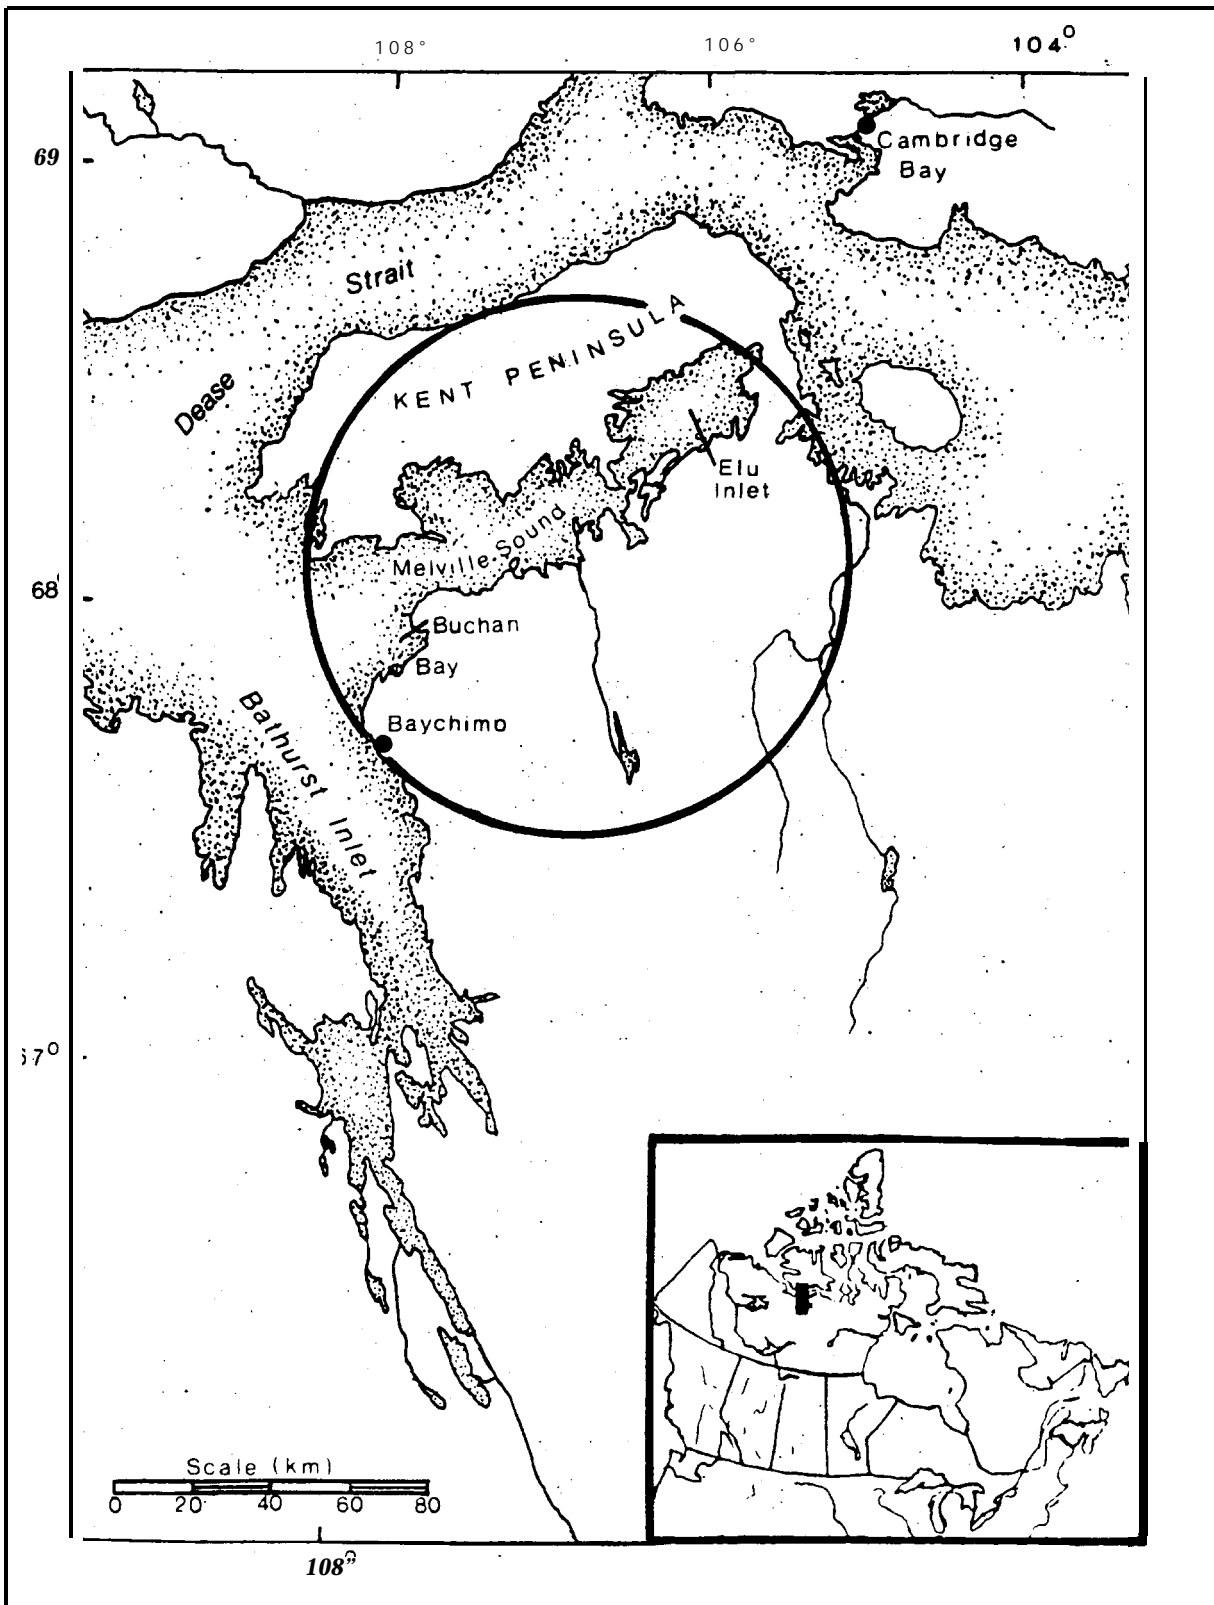 108°
106°
104°
69
Cambridge
Bay
Strait
KENT PENINSULA
Dease
Elu
Inlet
Melville Sound
68
Buchan
Bay
Baychimo
Bathurst Inlet
7°
Scale (km)
0 20 40 60 80
108"